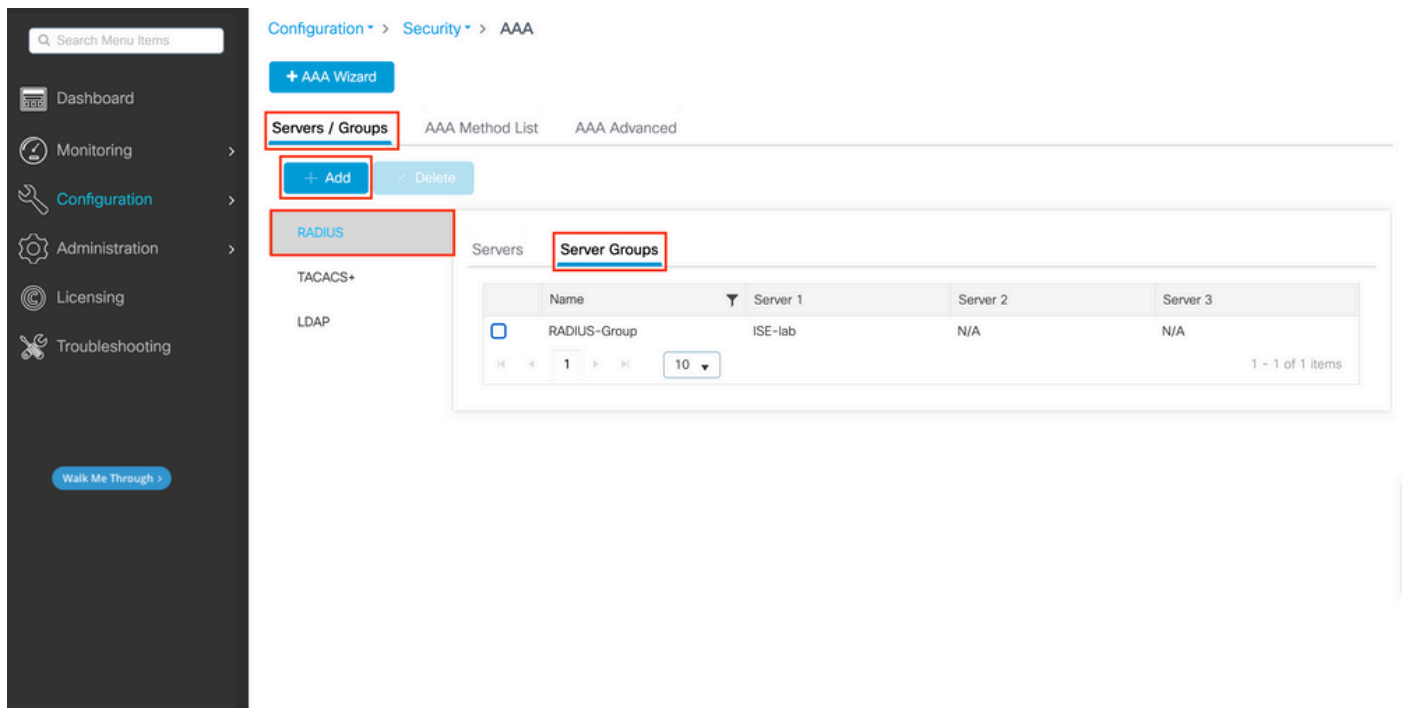 Search Menu Items
Dashboard
Monitoring
Configuration
Administration
Licensing
Troubleshooting
Walk Me Through >
Configuration > Security > AAA
+ AAA Wizard
Servers / Groups AAA Method List AAA Advanced
+ Add × Delete
RADIUS
TACACS+
LDAP
Servers Server Groups
Name Server 1 Server 2 Server 3
RADIUS-Group ISE-lab N/A N/A
1 10 1 - 1 of 1 items